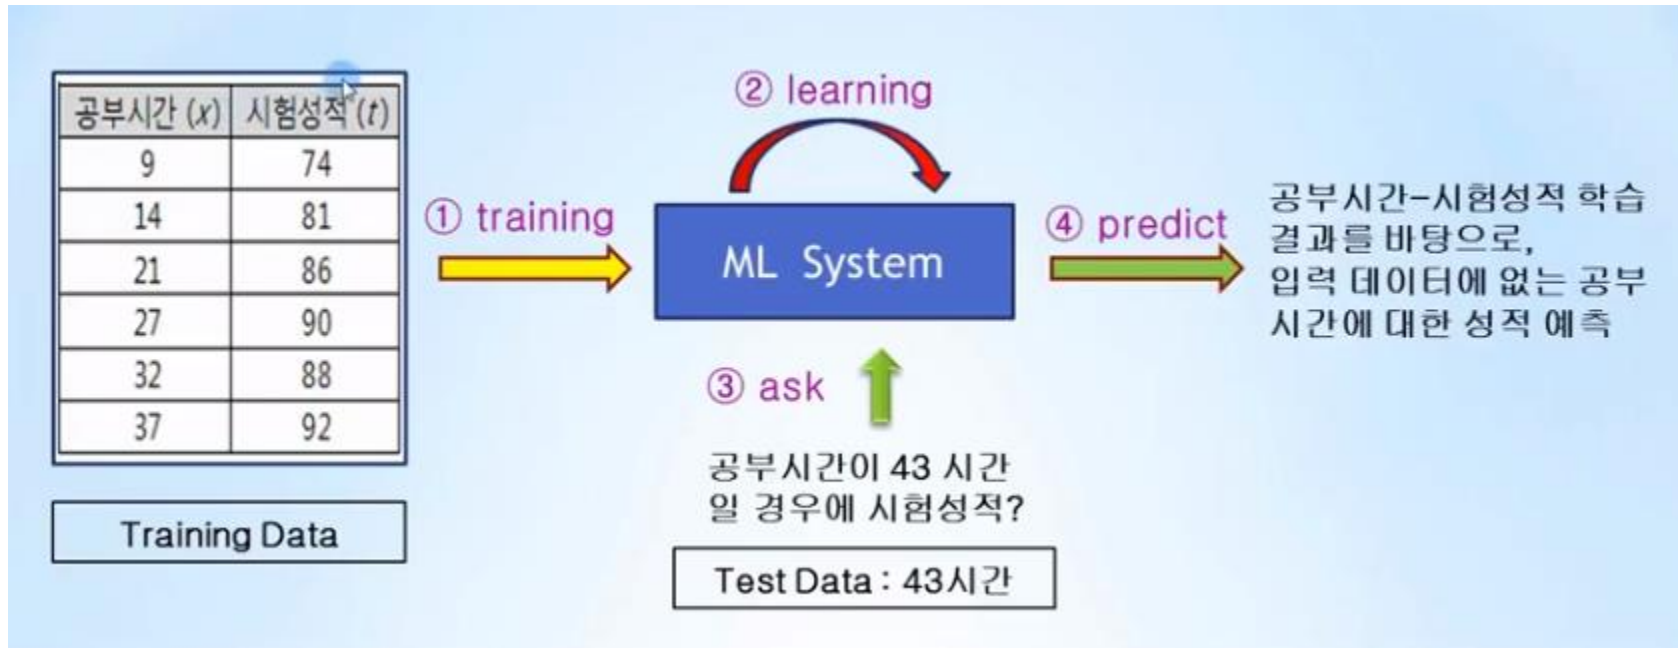 공부시간 (x) 시험성적 (t)
9 74
14 81
21 86
27 90
32 88
37 92
Training Data
① training
② learning
ML System
③ ask
공부시간이 43 시간
일 경우에 시험성적?
Test Data : 43시간
④ predict
공부시간-시험성적 학습
결과를 바탕으로,
입력 데이터에 없는 공부
시간에 대한 성적 예측